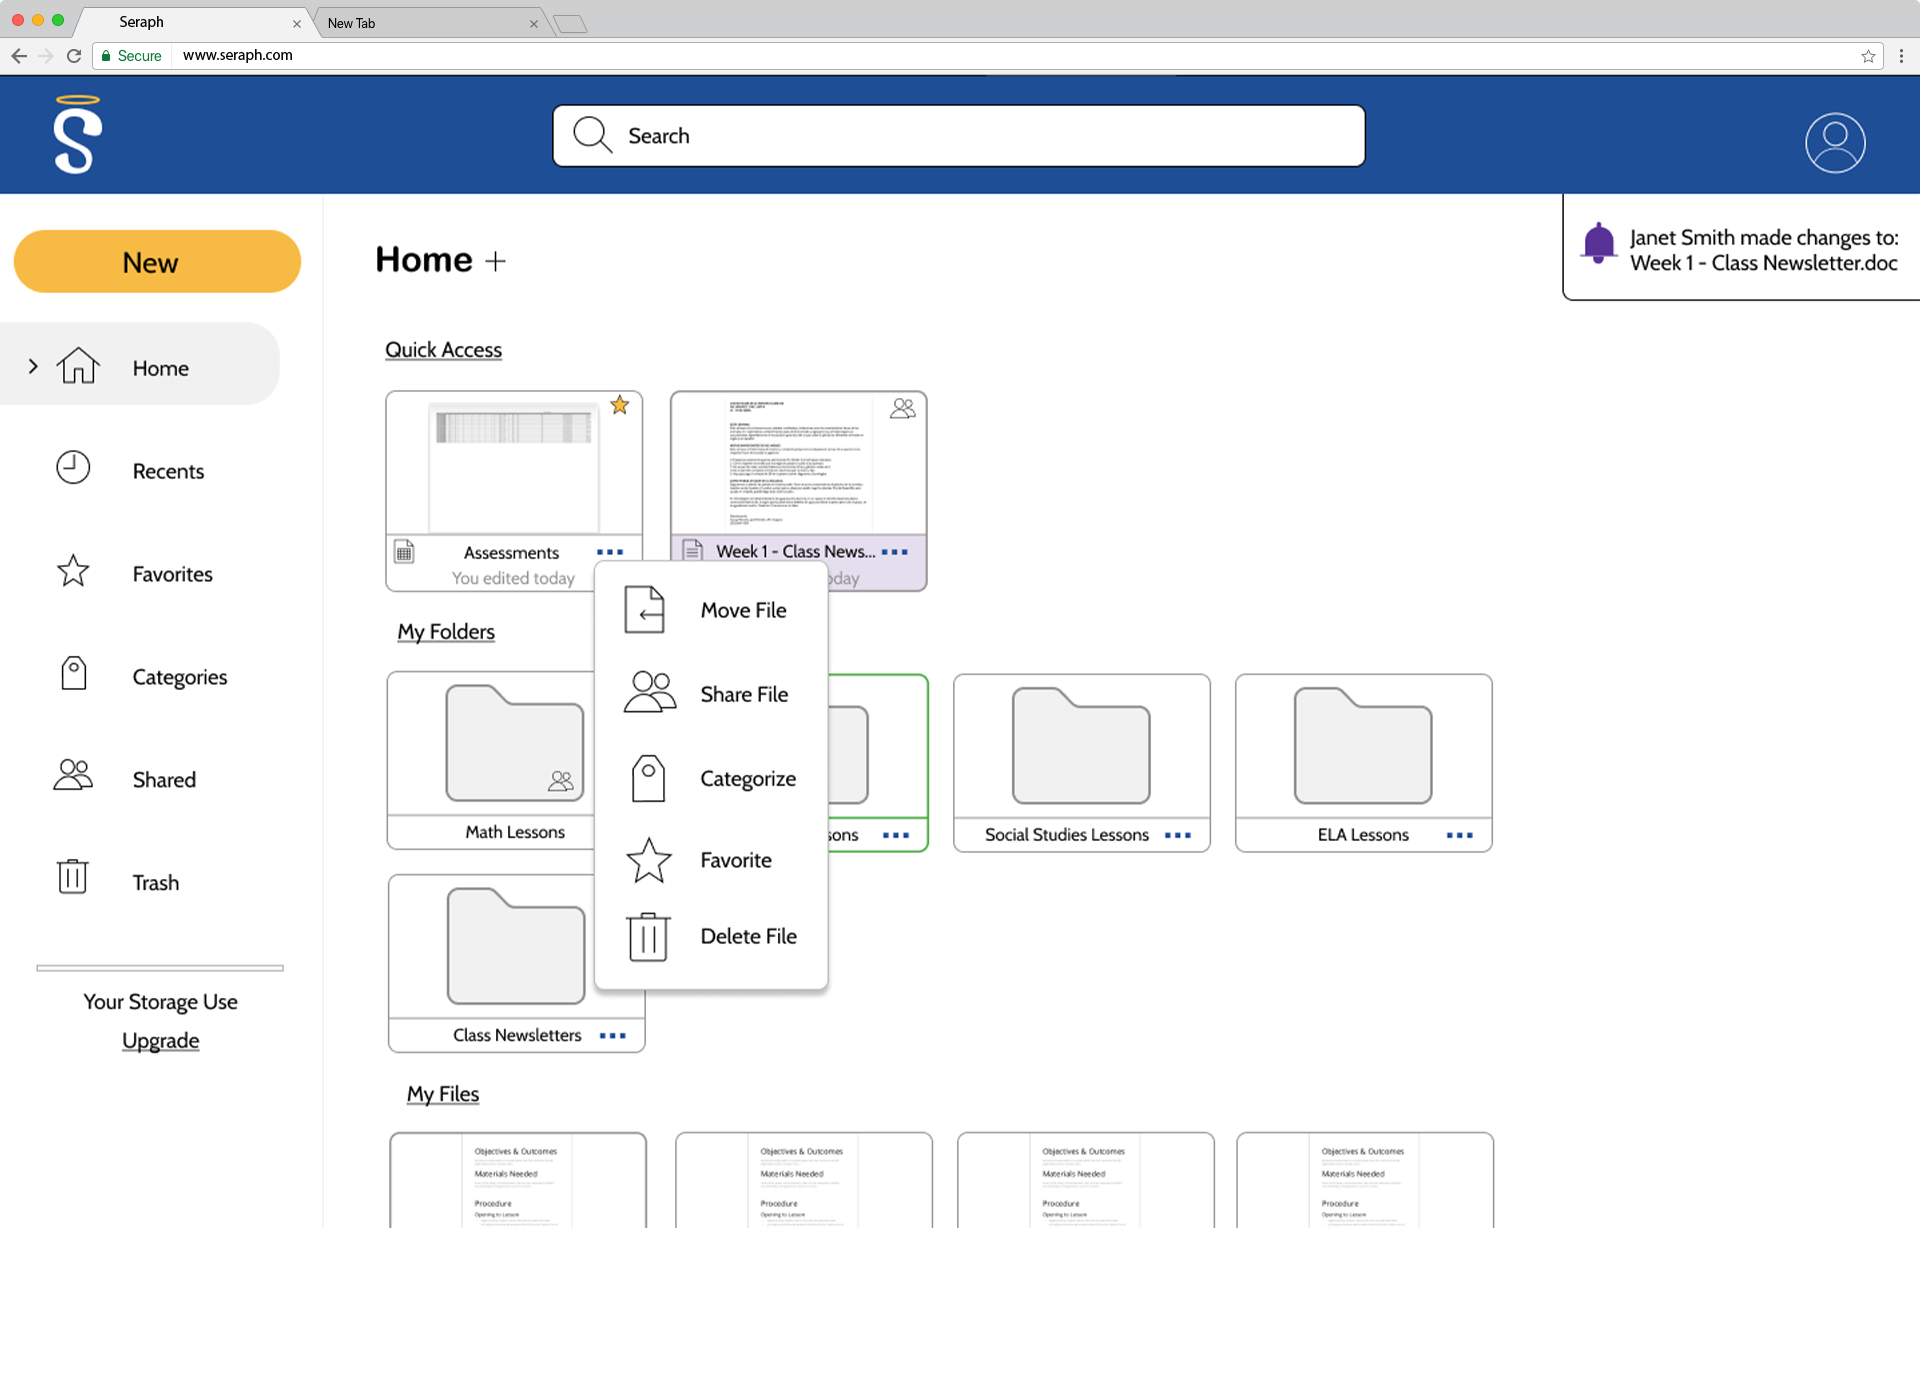 Seraph
New Tab
Secure
www.seraph.com
S
Search
Janet Smith made changes to:
Week 1 - Class Newsletter.doc
New
Home
Recents
Favorites
Categories
Shared
Trash
Your Storage Use
Upgrade
Home +
Quick Access
Assessments
You edited today
Week 1 - Class News...
Move File
Share File
Categorize
Favorite
Delete File
My Folders
Math Lessons
Social Studies Lessons
ELA Lessons
Class Newsletters
My Files
Objectives & Outcomes
Materials Needed
Procedure
Opening to Lesson
Objectives & Outcomes
Materials Needed
Procedure
Opening to Lesson
Objectives & Outcomes
Materials Needed
Procedure
Opening to Lesson
Objectives & Outcomes
Materials Needed
Procedure
Opening to Lesson